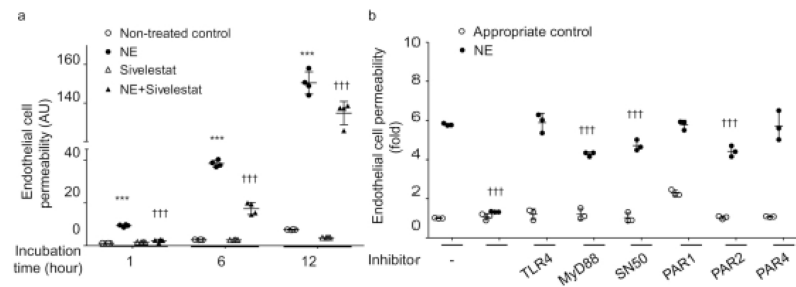 a
Non-treated control
NE
Sivelestat
NE+Sivelestat
Endothelial cell
permeability (AU)
160
140
40
20
0
***
†††
***
†††
***
†††
Incubation
time (hour)
1
6
12
b
Appropriate control
NE
Endothelial cell permeability
(fold)
10
8
6
4
2
0
†††
†††
†††
†††
Inhibitor
-
TLR4
MyD88
SN50
PAR1
PAR2
PAR4